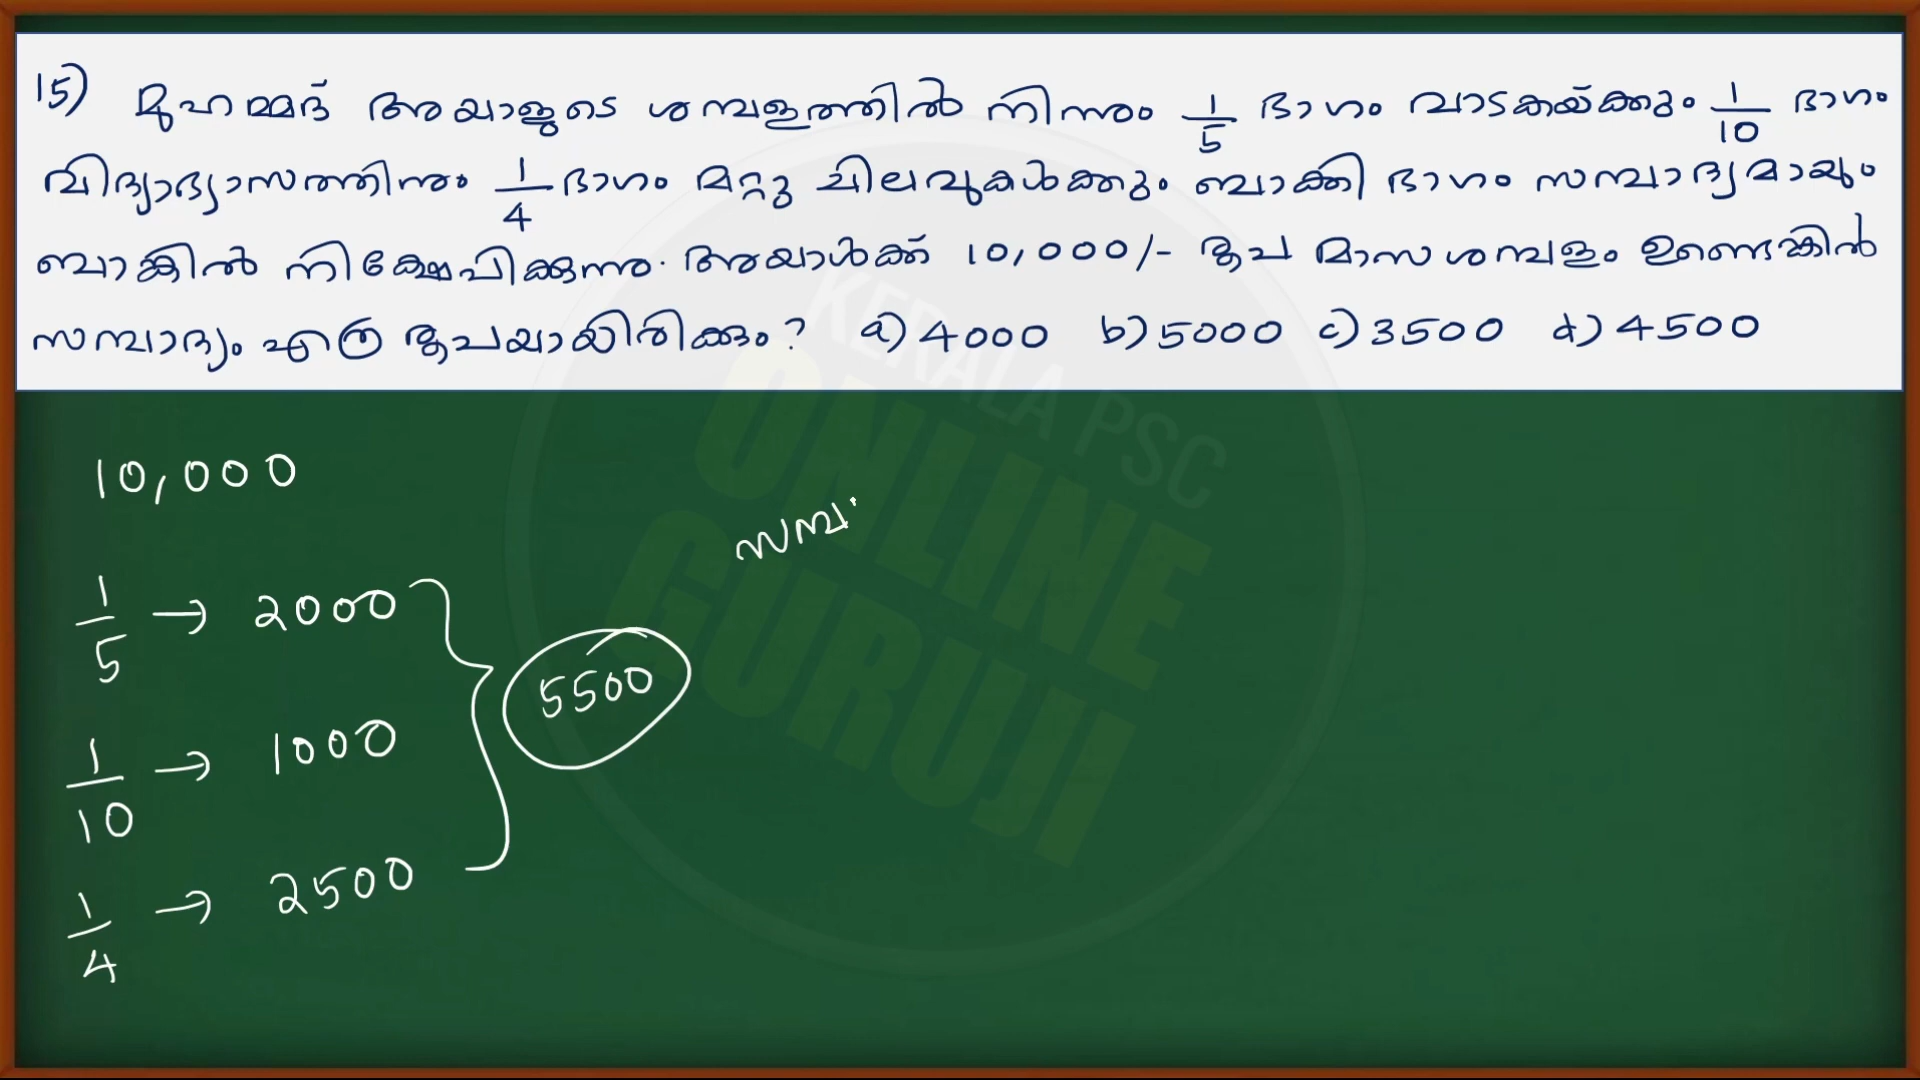 15) മുഹമ്മദ് അയാളുടെ ശമ്പളത്തിൽ നിന്നും 1/5 ഭാഗം വാടകയ്ക്കും 1/10 ഭാഗം
വിദ്യാഭ്യാസത്തിനും 1/4 ഭാഗം മറ്റു ചിലവുകൾക്കും ബാക്കി ഭാഗം സമ്പാദ്യമായും
ബാങ്കിൽ നിക്ഷേപിക്കുന്നു. അയാൾക്ക് 10,000/- രൂപ മാസശമ്പളം ഉണ്ടെങ്കിൽ
സമ്പാദ്യം എത്ര രൂപയായിരിക്കും? a) 4000 b) 5000 c) 3500 d) 4500
KERALA PSC
ONLINE
GURUJI
10,000
സമ്പ
1/5 → 2000
5500
1/10 → 1000
1/4 → 2500